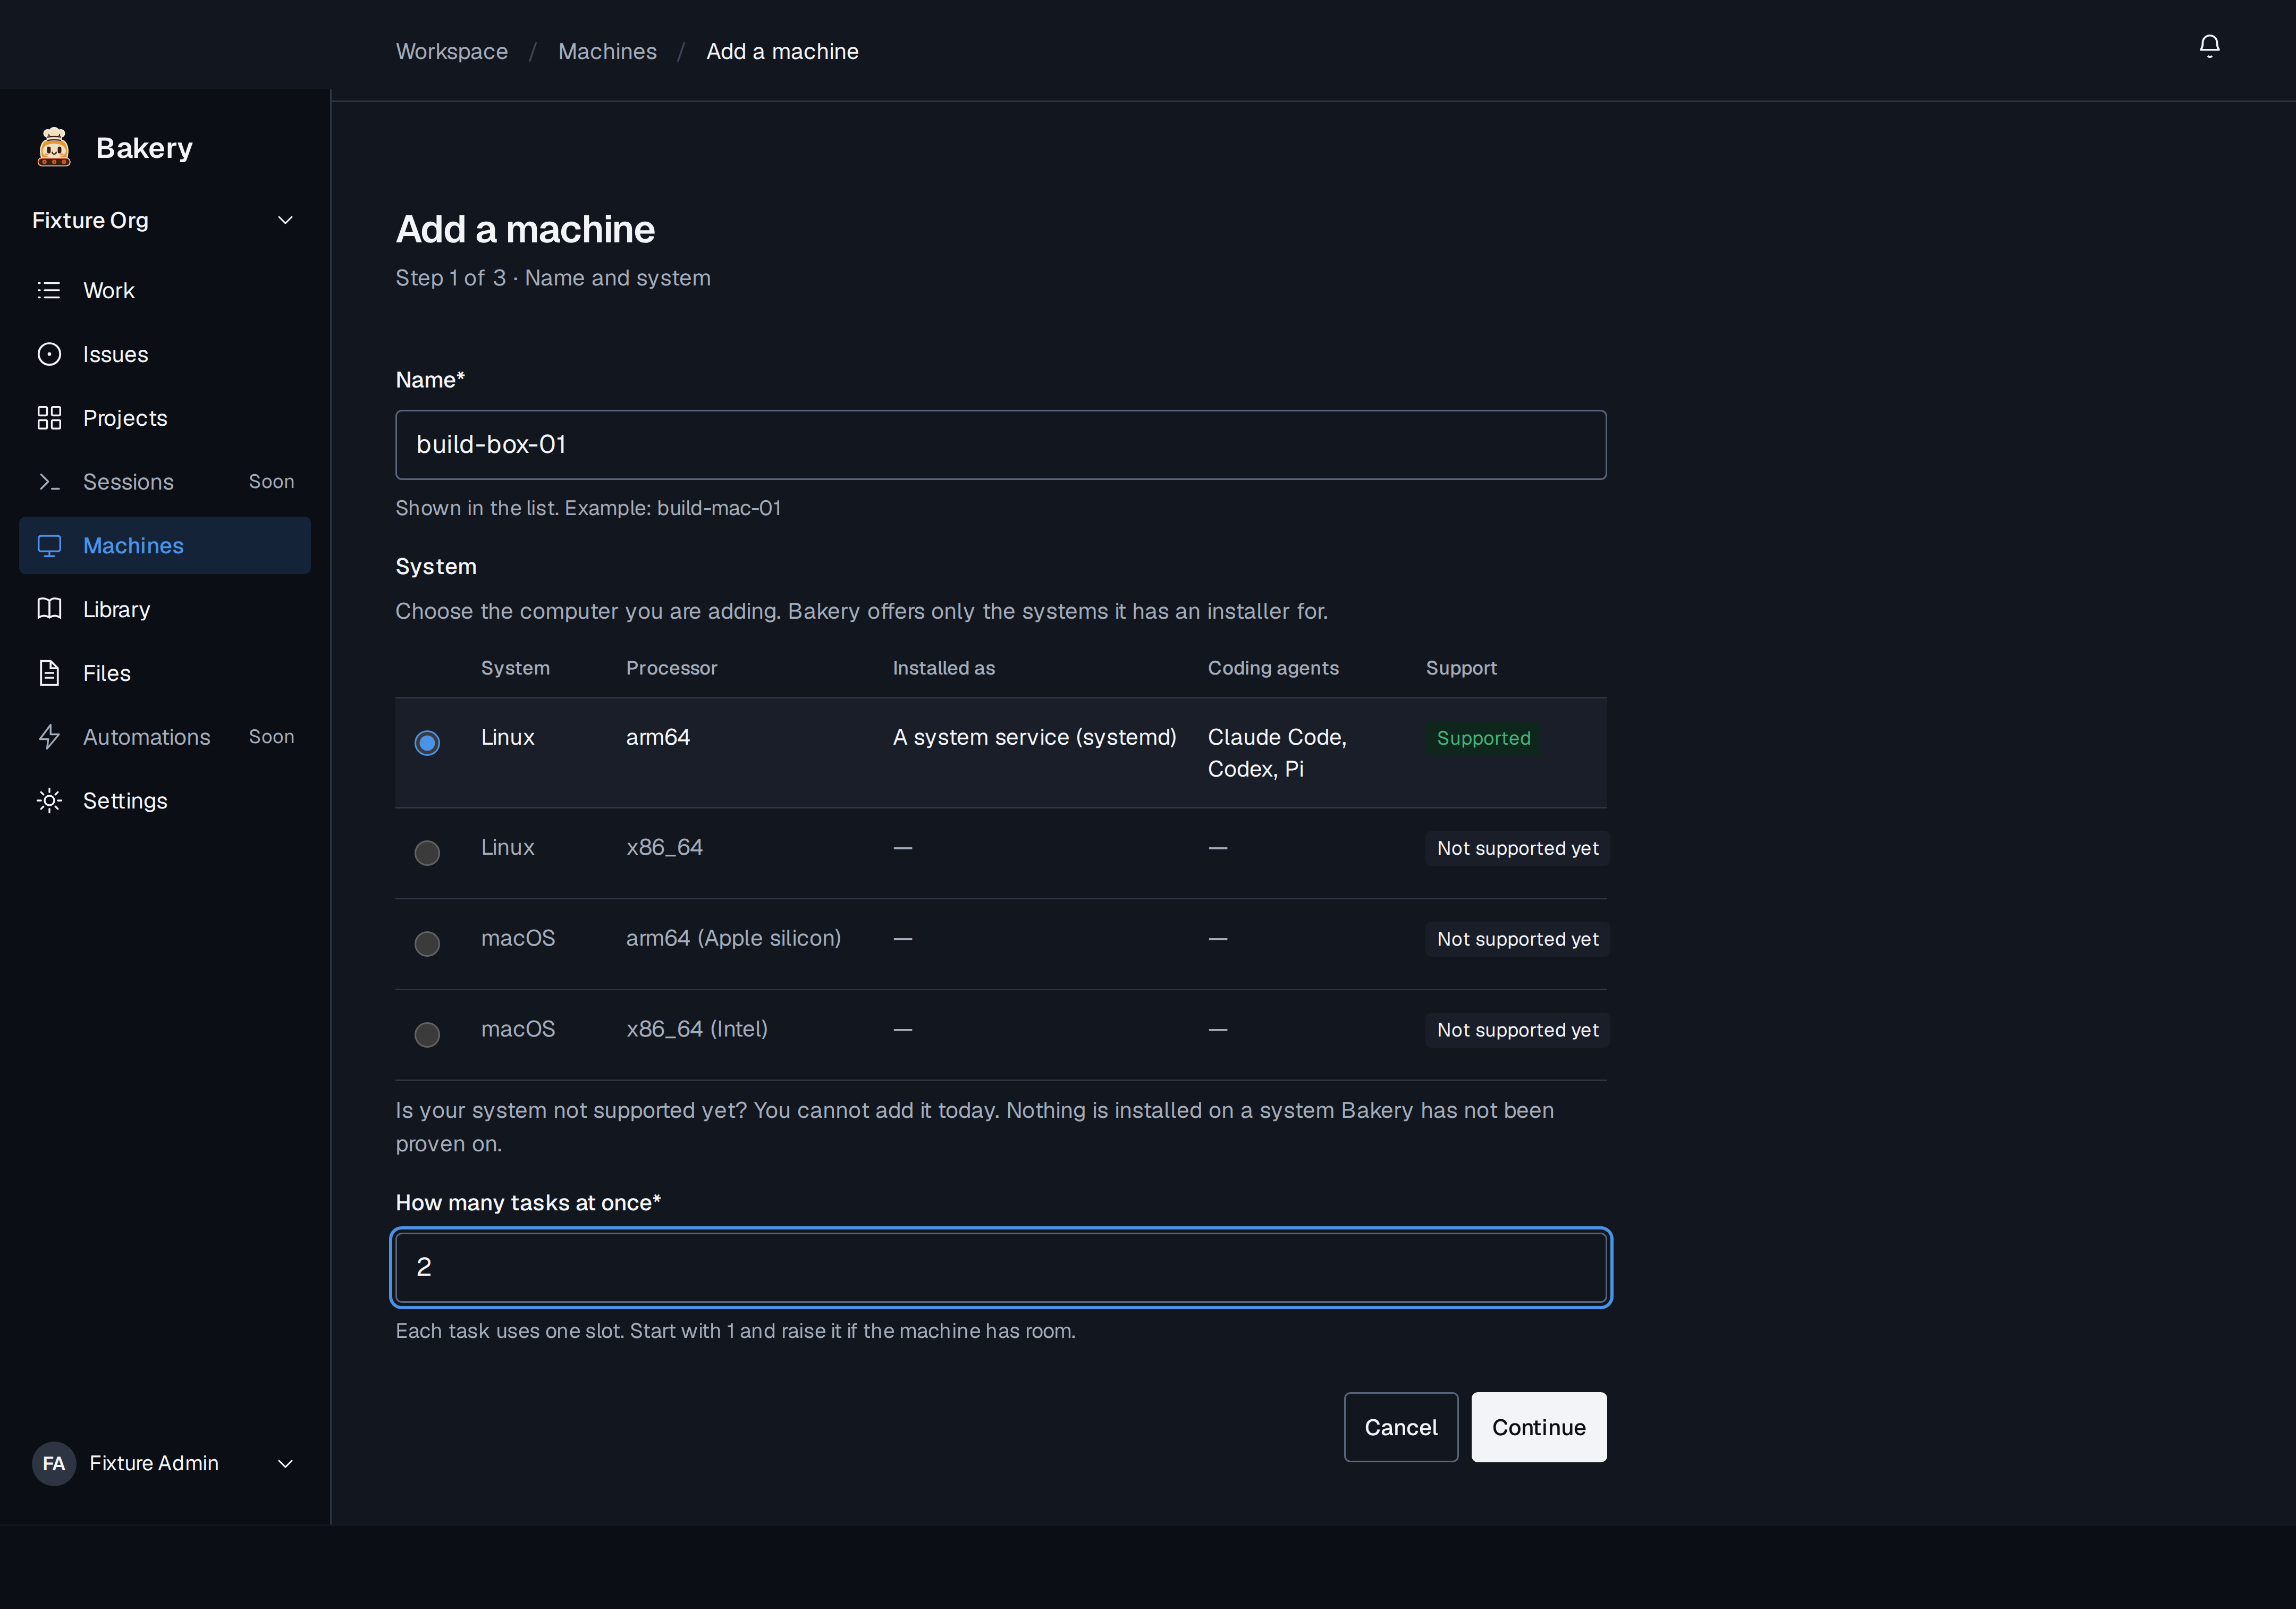 Workspace / Machines / Add a machine
Bakery
Fixture Org
Work
Issues
Projects
Sessions Soon
Machines
Library
Files
Automations Soon
Settings
FA Fixture Admin
Add a machine
Step 1 of 3 · Name and system
Name*
build-box-01
Shown in the list. Example: build-mac-01
System
Choose the computer you are adding. Bakery offers only the systems it has an installer for.
System Processor Installed as Coding agents Support
Linux arm64 A system service (systemd) Claude Code, Supported
Codex, Pi
Linux x86_64 — — Not supported yet
macOS arm64 (Apple silicon) — — Not supported yet
macOS x86_64 (Intel) — — Not supported yet
Is your system not supported yet? You cannot add it today. Nothing is installed on a system Bakery has not been
proven on.
How many tasks at once*
2
Each task uses one slot. Start with 1 and raise it if the machine has room.
Cancel Continue